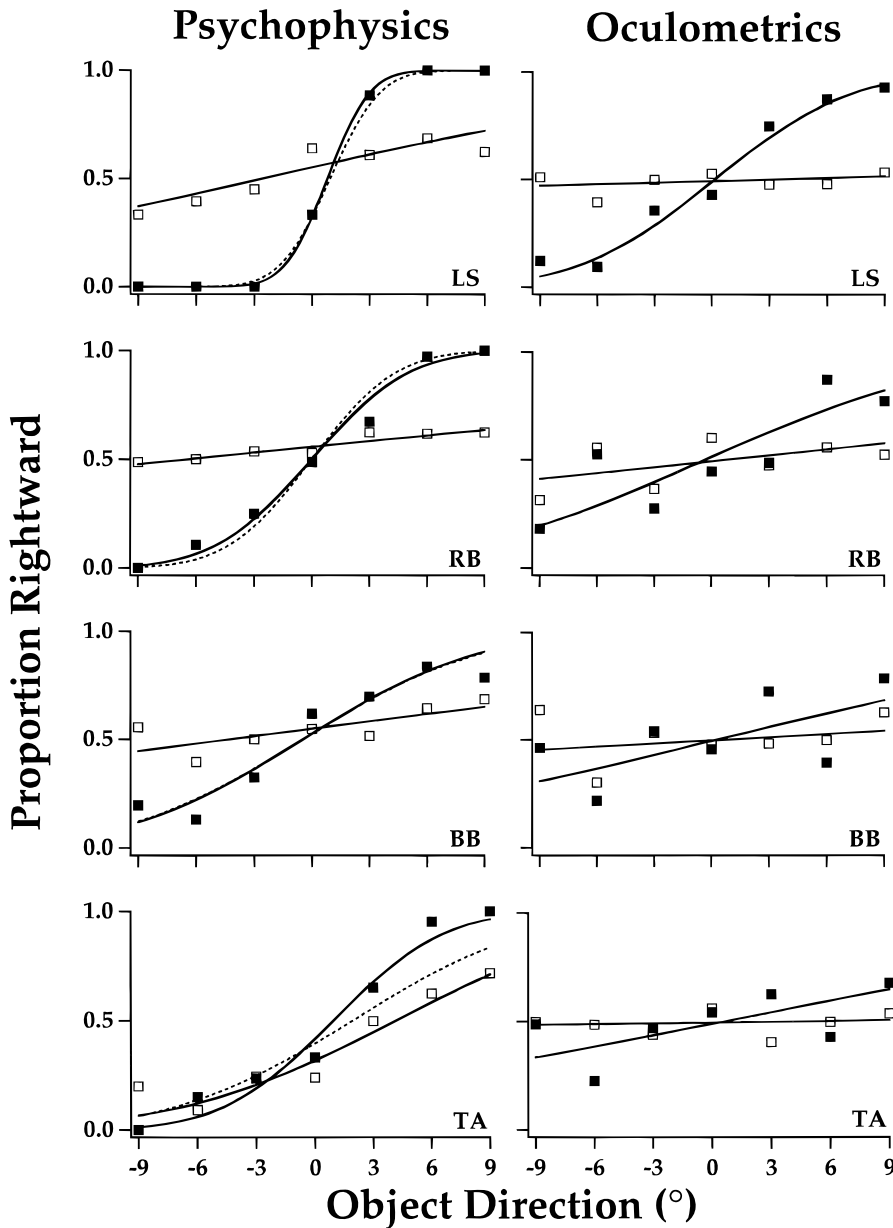 Psychophysics Oculometrics
Proportion Rightward
1.0
0.5
0.0
LS LS
1.0
0.5
0.0
RB RB
1.0
0.5
0.0
BB BB
1.0
0.5
0.0
TA TA
-9 -6 -3 0 3 6 9 -9 -6 -3 0 3 6 9
Object Direction (°)